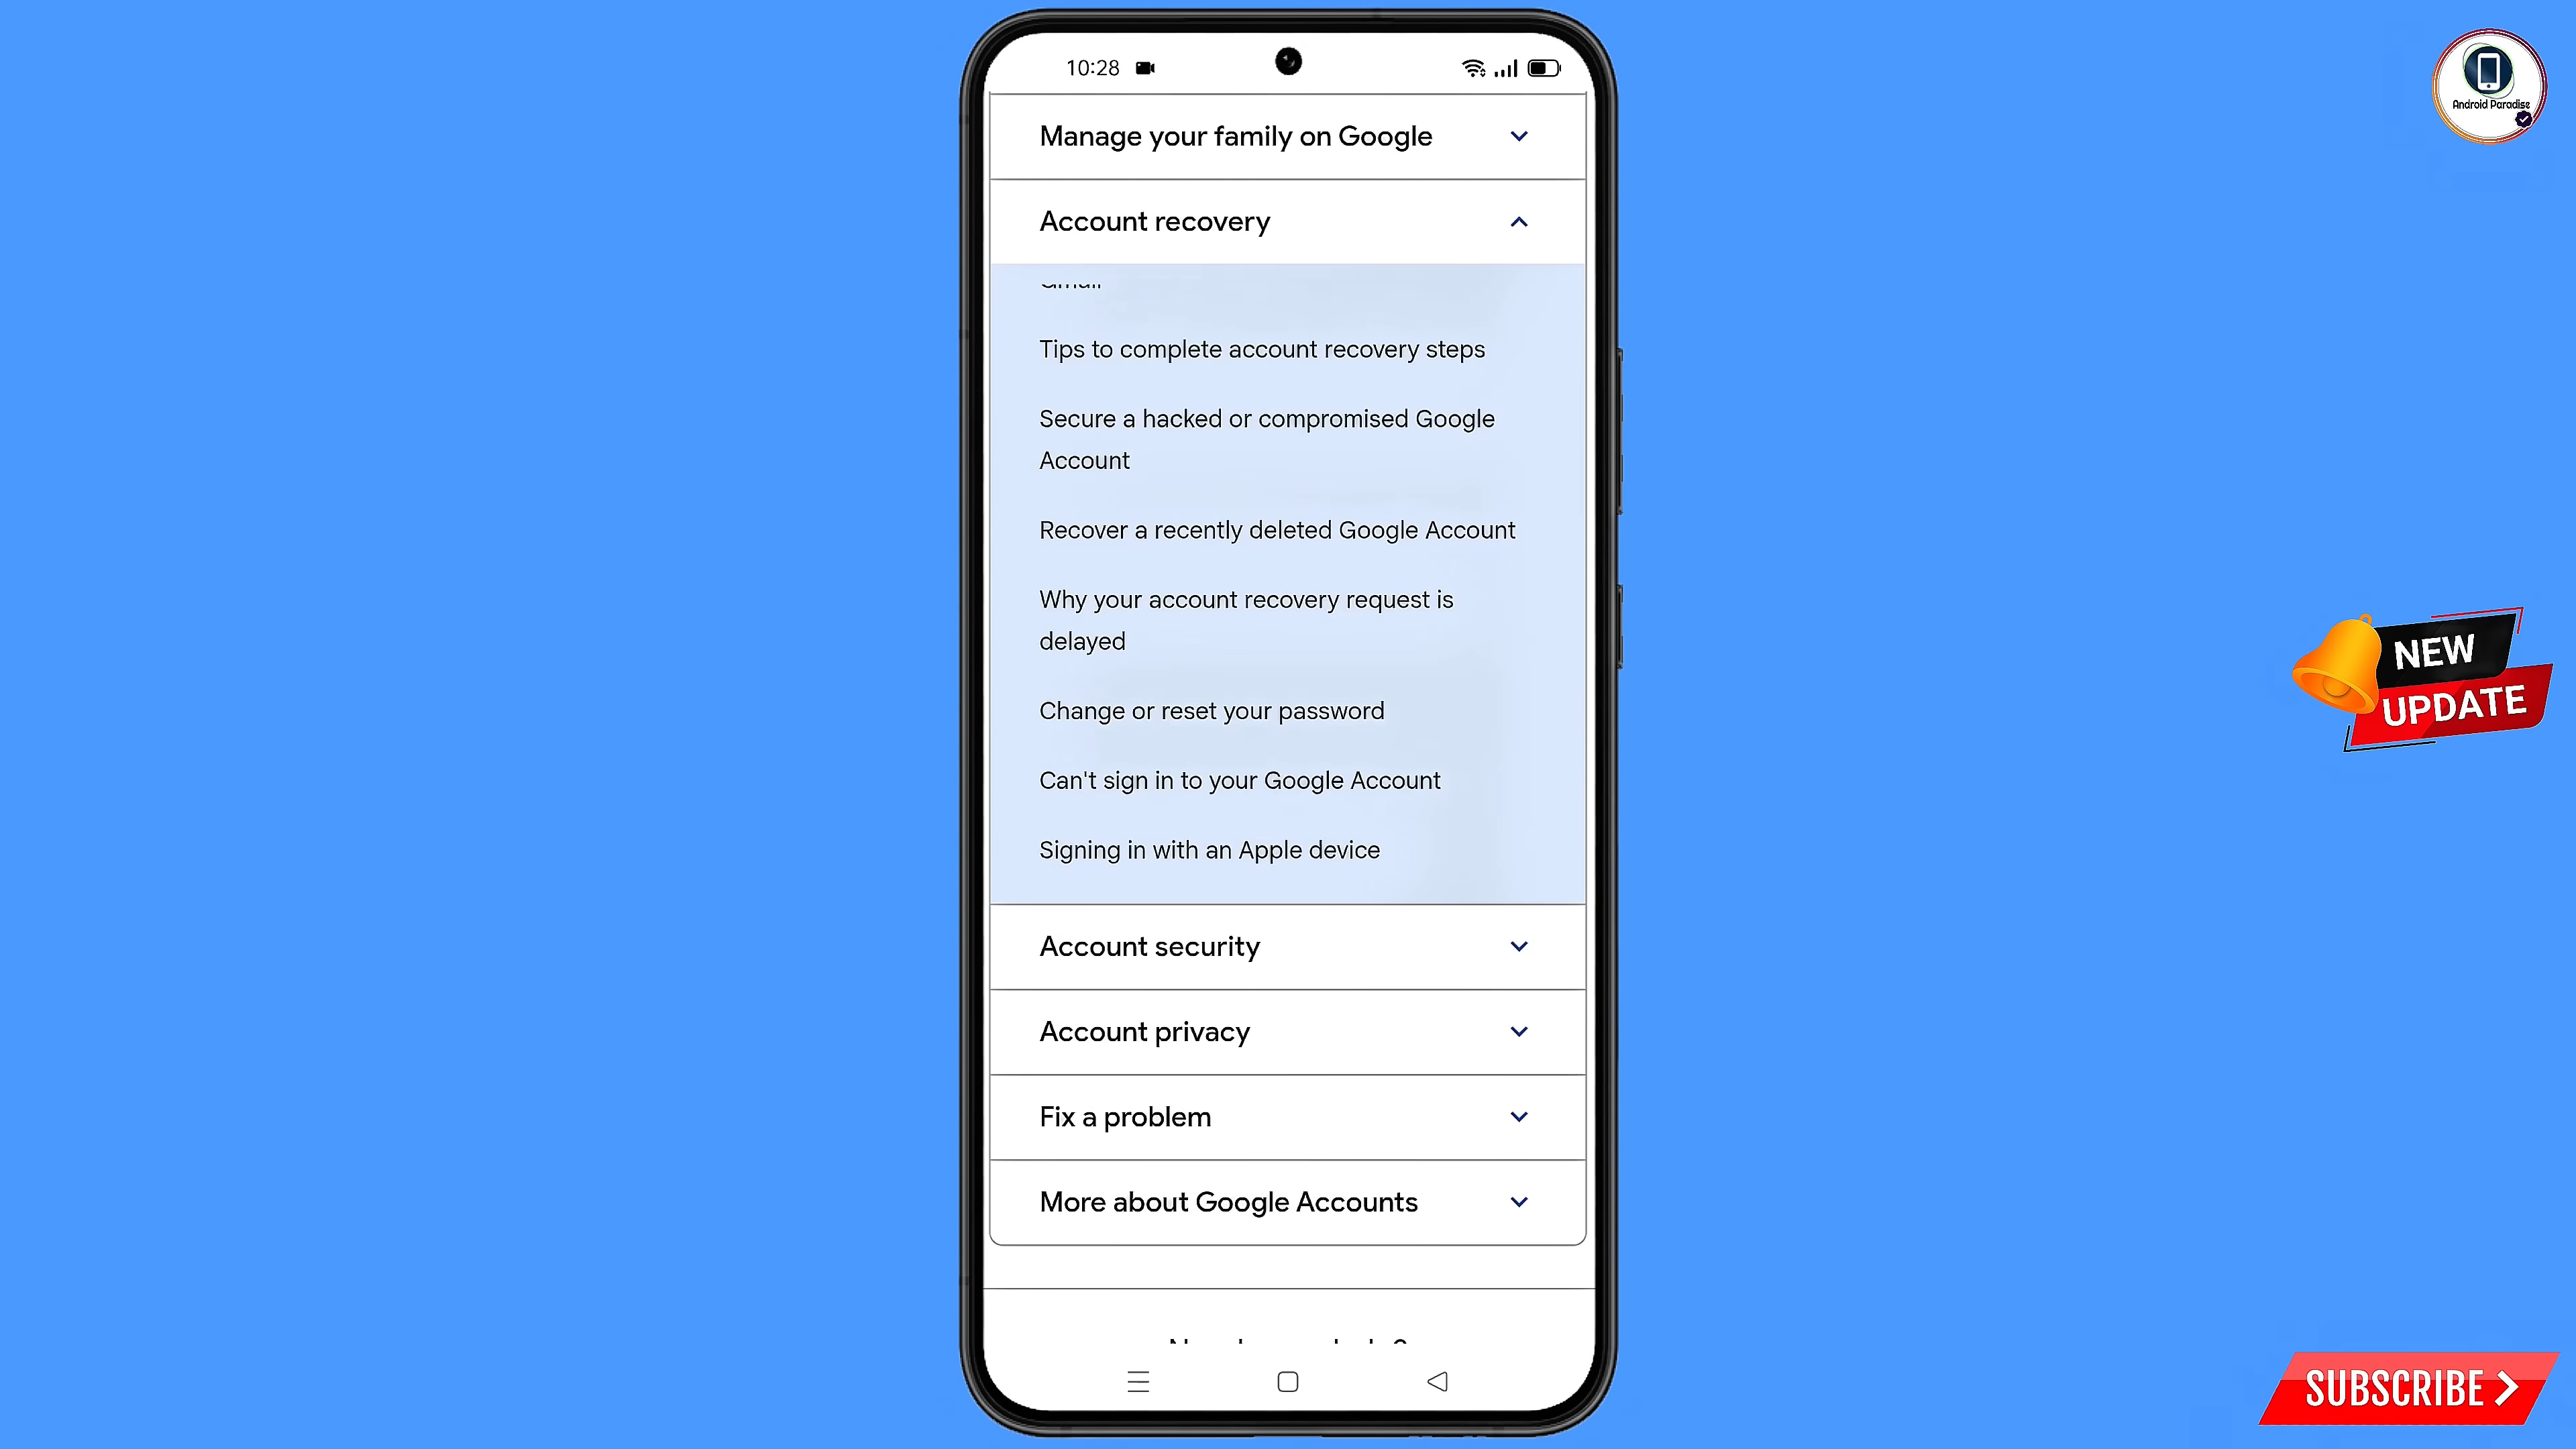 10:28
Android Paradise
Manage your family on Google
Account recovery
Tips to complete account recovery steps
Secure a hacked or compromised Google
Account
Recover a recently deleted Google Account
Why your account recovery request is
delayed
Change or reset your password
Can't sign in to your Google Account
Signing in with an Apple device
Account security
Account privacy
Fix a problem
More about Google Accounts
NEW
UPDATE
SUBSCRIBE